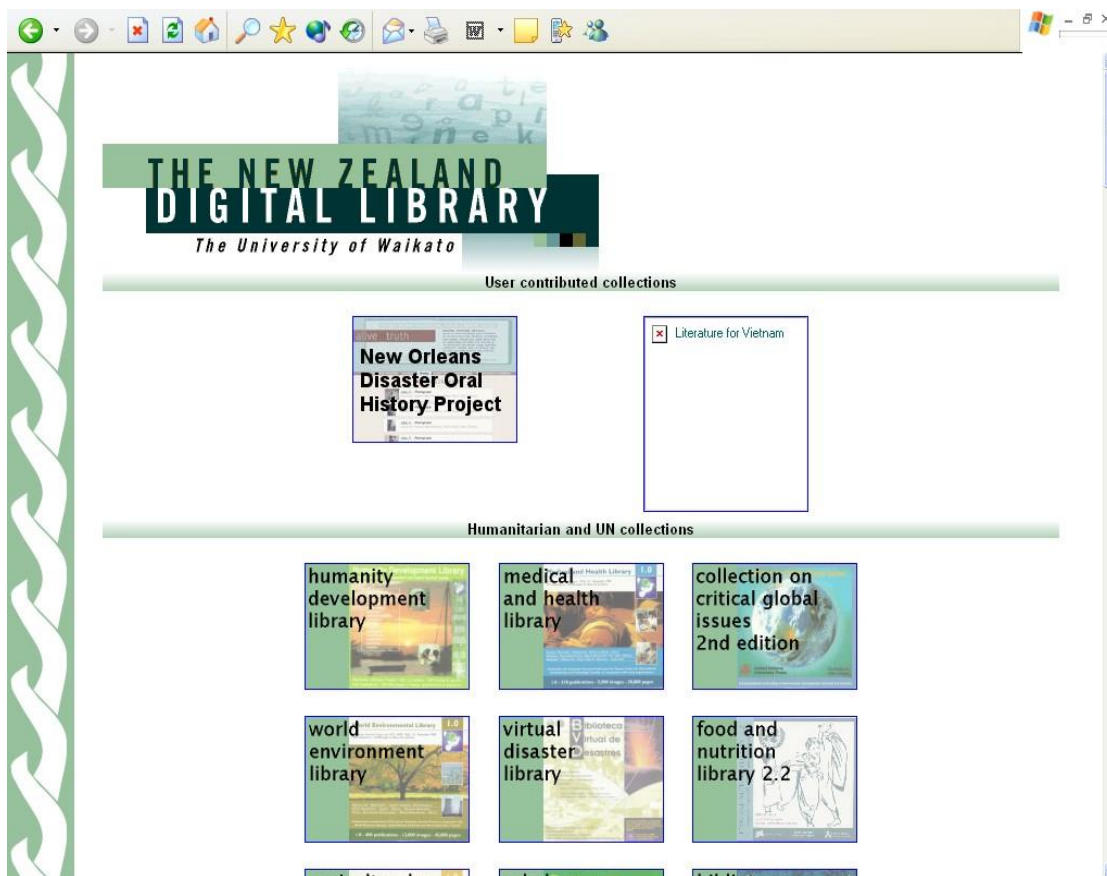 THE NEW ZEALAND
DIGITAL LIBRARY
The University of Waikato
User contributed collections
alive truth
New Orleans
Disaster Oral
History Project
Literature for Vietnam
Humanitarian and UN collections
humanity
development
library
medical
and health
library
collection on
critical global
issues
2nd edition
world
environment
library
virtual
disaster
library
food and
nutrition
library 2.2